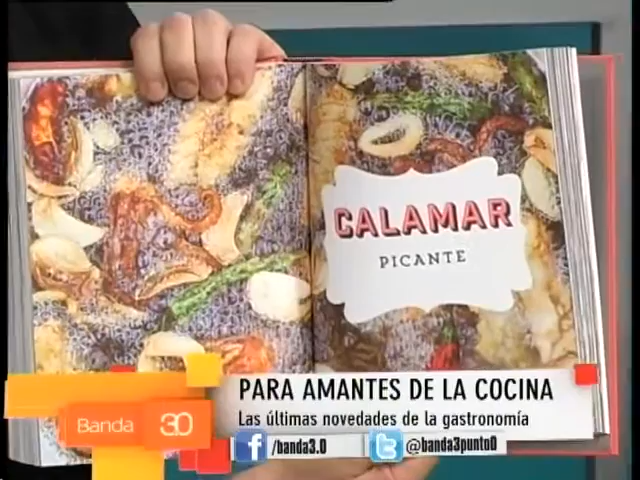 CALAMAR
PICANTE
PARA AMANTES DE LA COCINA
Las últimas novedades de la gastronomía
Banda 3.0
/banda3.0 @banda3punto0